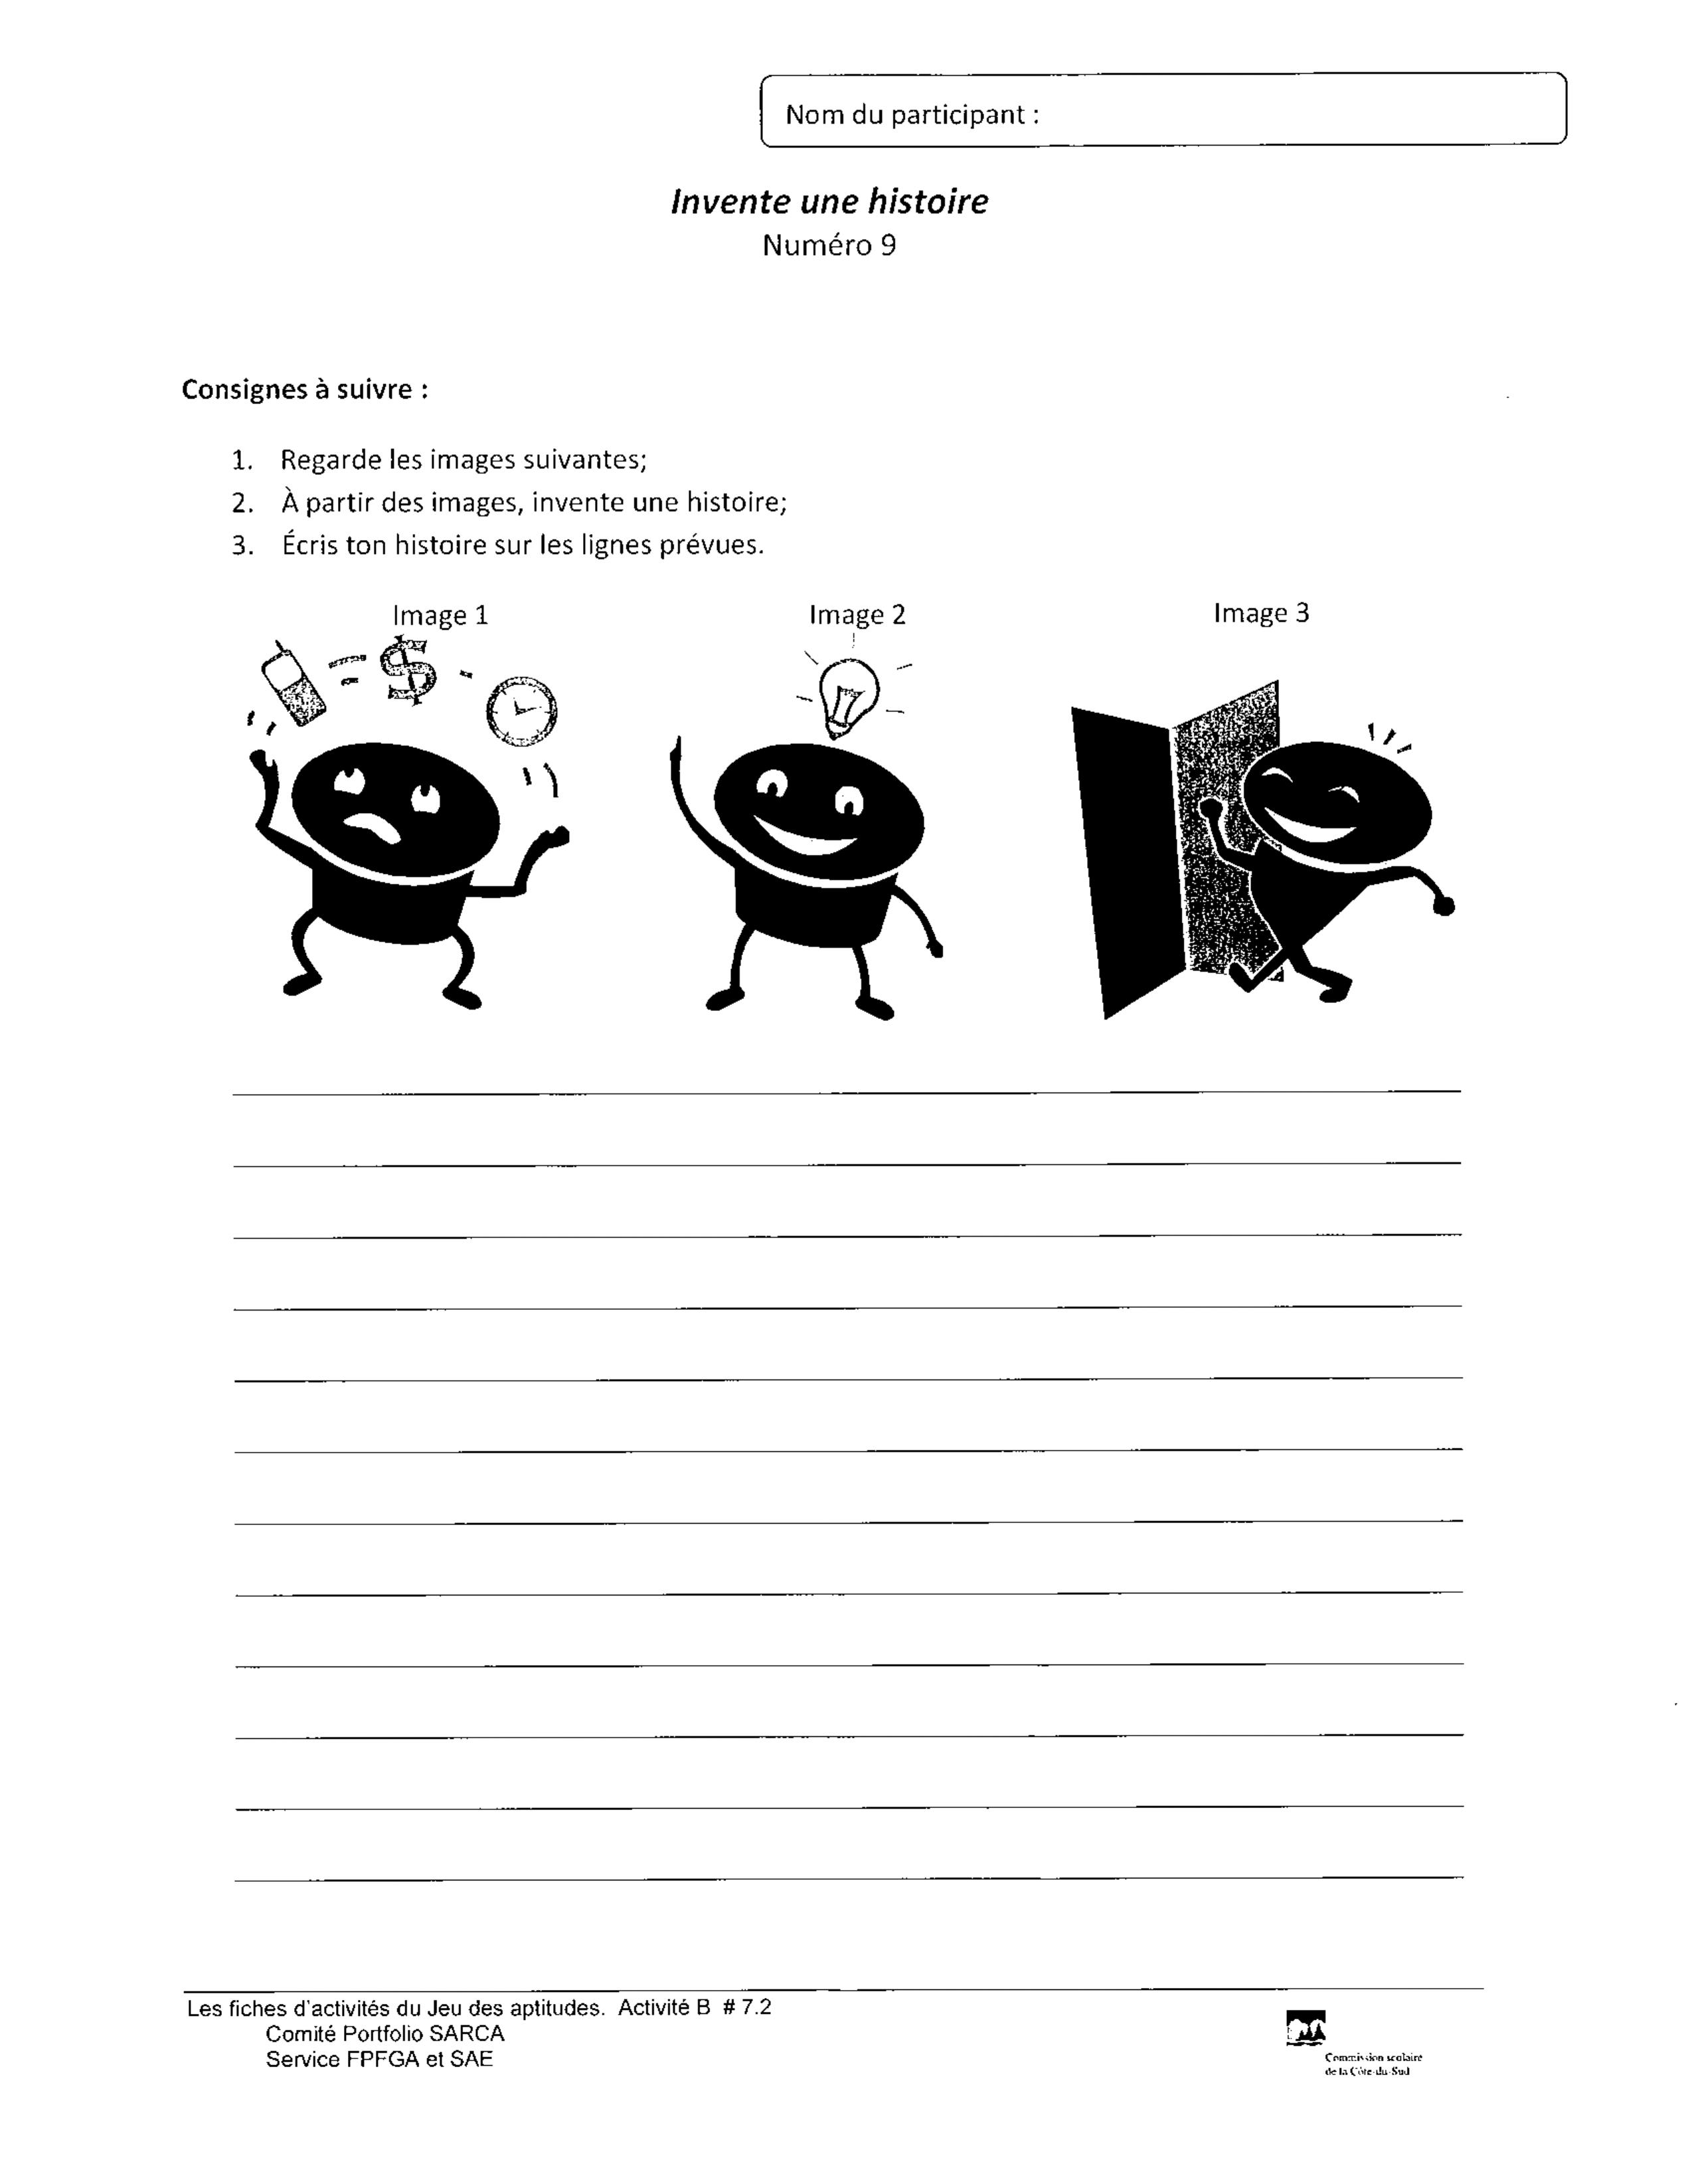 Nom du participant :
Invente une histoire
Numéro 9
Consignes à suivre :
1. Regarde les images suivantes;
2. À partir des images, invente une histoire;
3. Écris ton histoire sur les lignes prévues.
Image 1 Image 2 Image 3
$
Les fiches d'activités du Jeu des aptitudes. Activité B # 7.2
Comité Portfolio SARCA
Service FPFGA et SAE
Commission scolaire
de la Côte-du-Sud